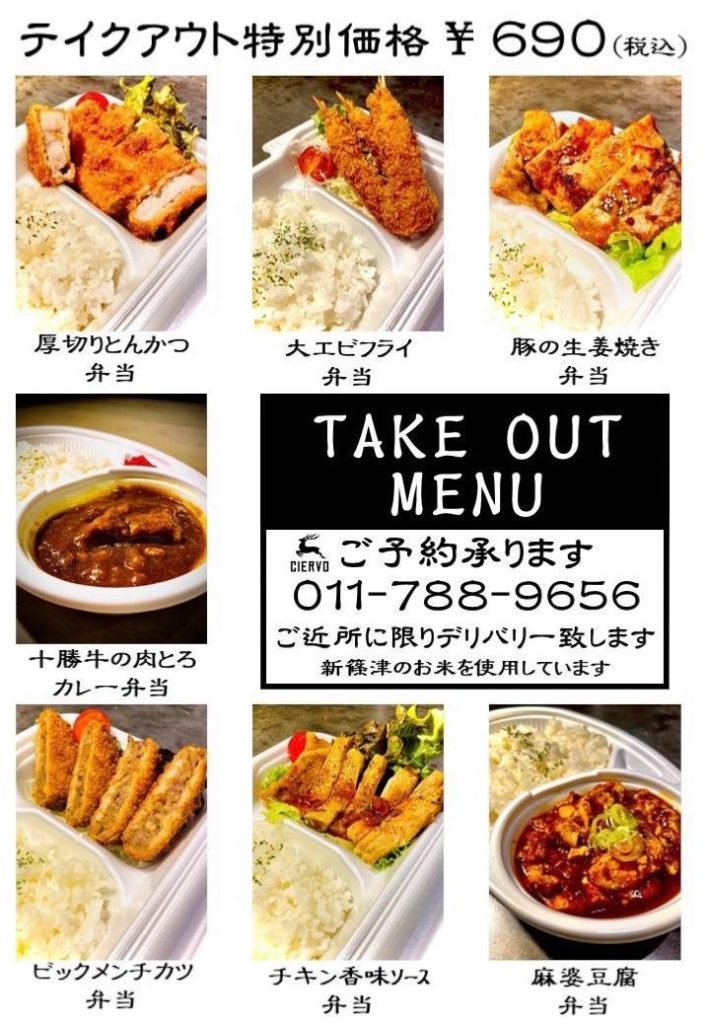 テイクアウト特別価格 ¥ 690(税込)
厚切りとんかつ
弁当
大エビフライ
弁当
豚の生姜焼き
弁当
十勝牛の肉とろ
カレー弁当
TAKE OUT
MENU
CIERVO ご予約承ります
011-788-9656
ご近所に限りデリバリー致します
新篠津のお米を使用しています
ビックメンチカツ
弁当
チキン香味ソース
弁当
麻婆豆腐
弁当